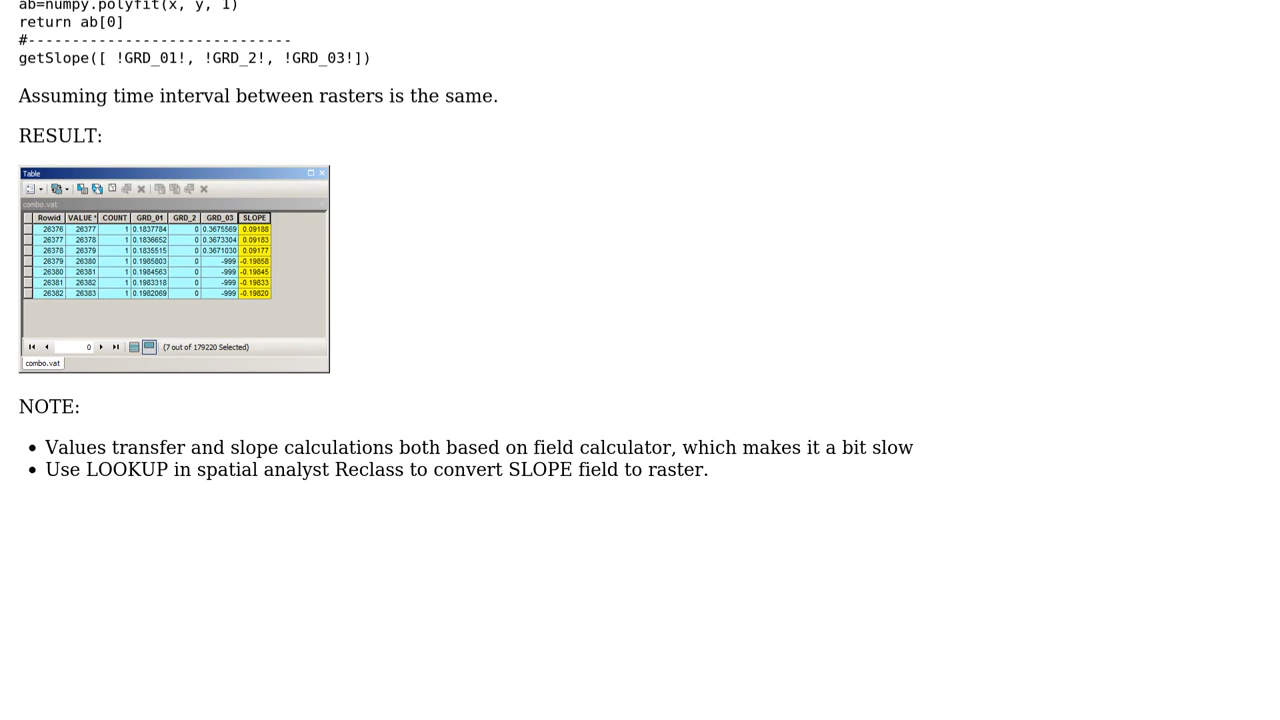 ab=numpy.polyfit(x, y, 1)
return ab[0]
#------------------------------
getSlope([ !GRD_01!, !GRD_2!, !GRD_03!])
Assuming time interval between rasters is the same.
RESULT:
Table
combo.vat
Rowid VALUE * COUNT GRD_01 GRD_2 GRD_03 SLOPE
26376 26377 1 0.1837784 0 0.3675569 0.09188
26377 26378 1 0.1836652 0 0.3673304 0.09183
26378 26379 1 0.1835515 0 0.3671030 0.09177
26379 26380 1 0.1985803 0 -999 -0.19858
26380 26381 1 0.1984563 0 -999 -0.19845
26381 26382 1 0.1983318 0 -999 -0.19833
26382 26383 1 0.1982069 0 -999 -0.19820
0 (7 out of 179220 Selected)
combo.vat
NOTE:
• Values transfer and slope calculations both based on field calculator, which makes it a bit slow
• Use LOOKUP in spatial analyst Reclass to convert SLOPE field to raster.